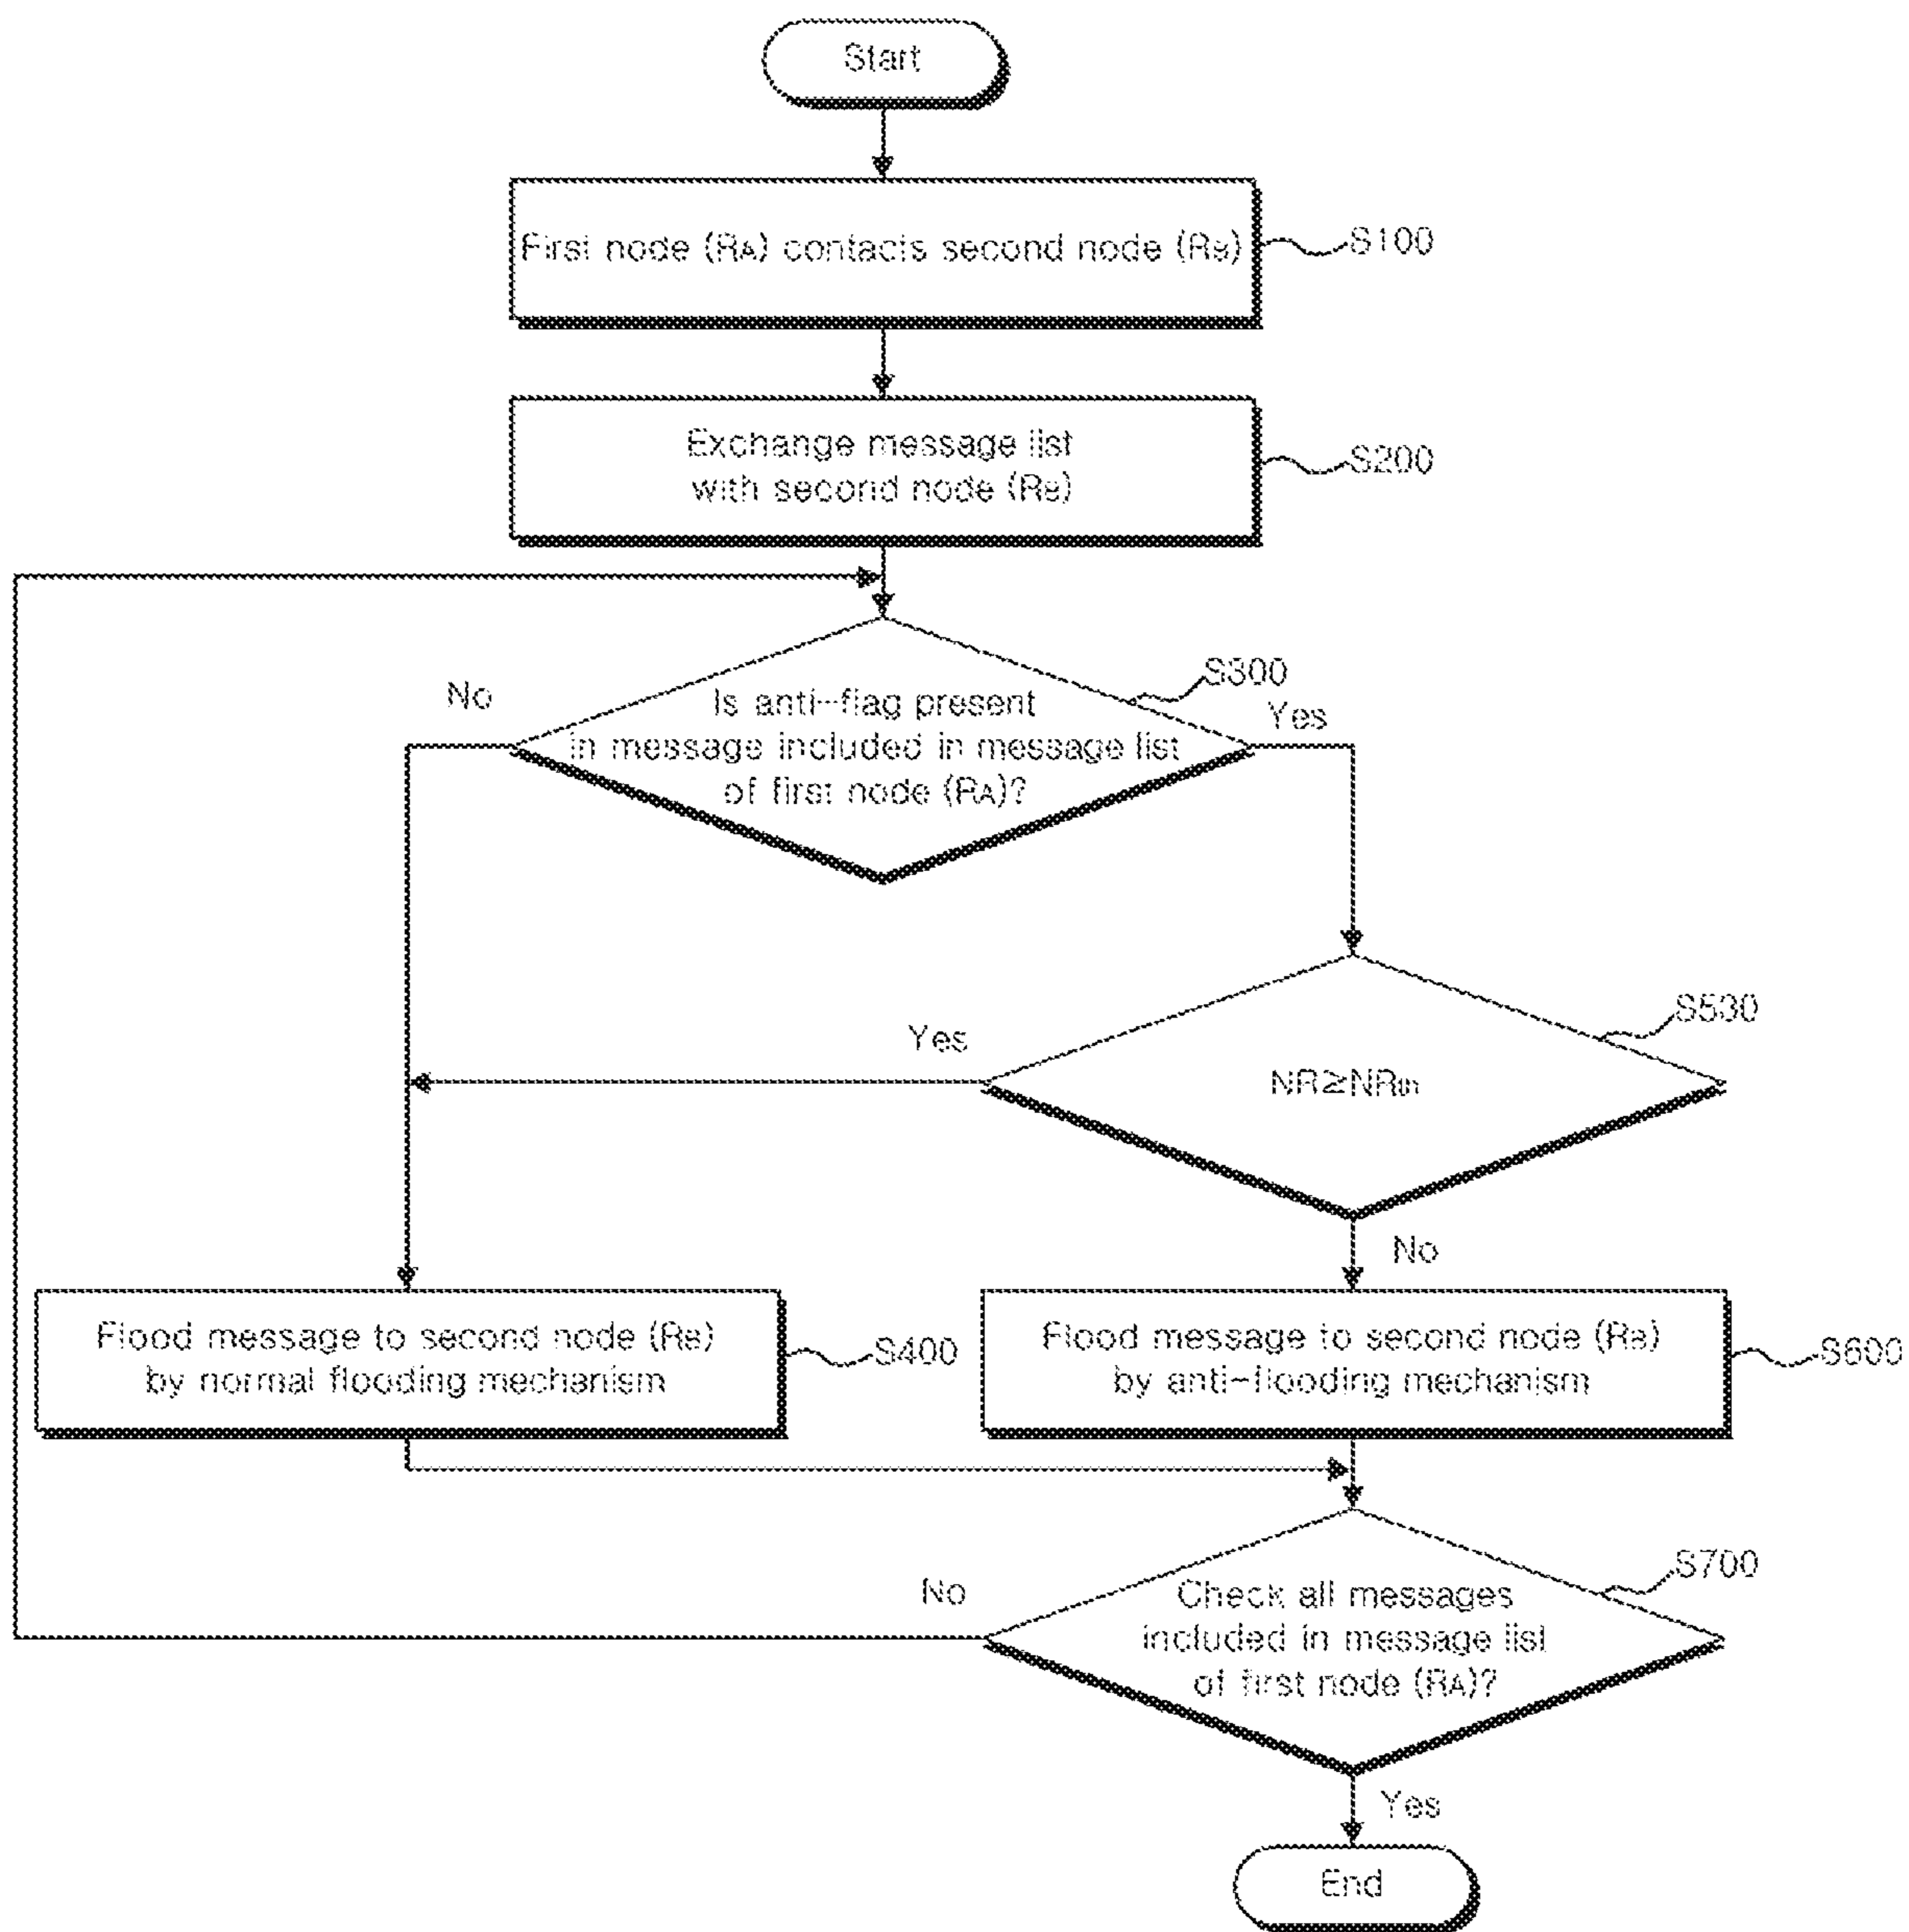 Start
First node (RA) contacts second node (RB)
S100
Exchange message list
with second node (RB)
S200
S300
No
Yes
Is anti-flag present
in message included in message list
of first node (RA)?
S530
Yes
NR≥NRth
No
Flood message to second node (RB)
by normal flooding mechanism
S400
Flood message to second node (RB)
by anti-flooding mechanism
S600
S700
No
Check all messages
included in message list
of first node (RA)?
Yes
End